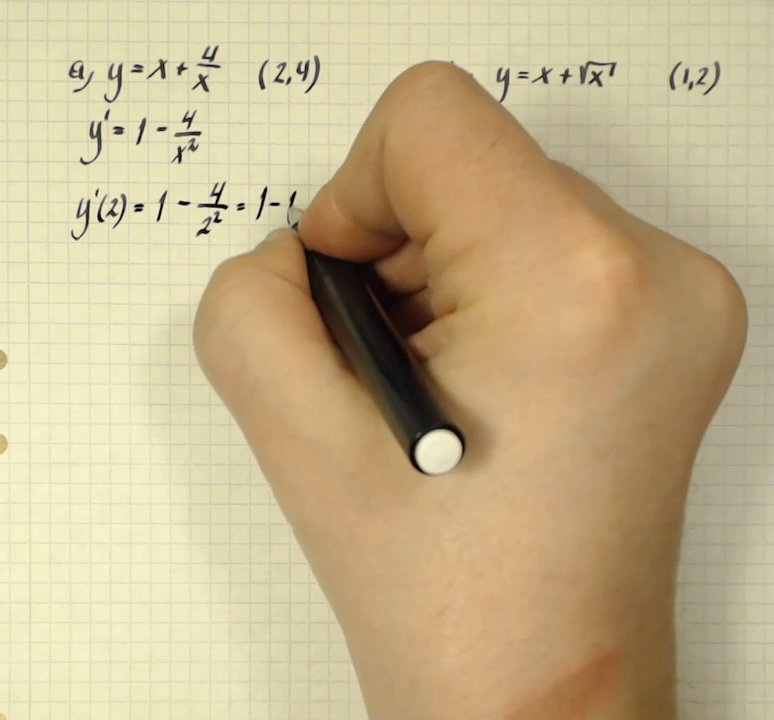 a, y = x + 4/x (2,4)
y' = 1 - 4/x²
y'(2) = 1 - 4/2² = 1 - 1
y = x + √x (1,2)